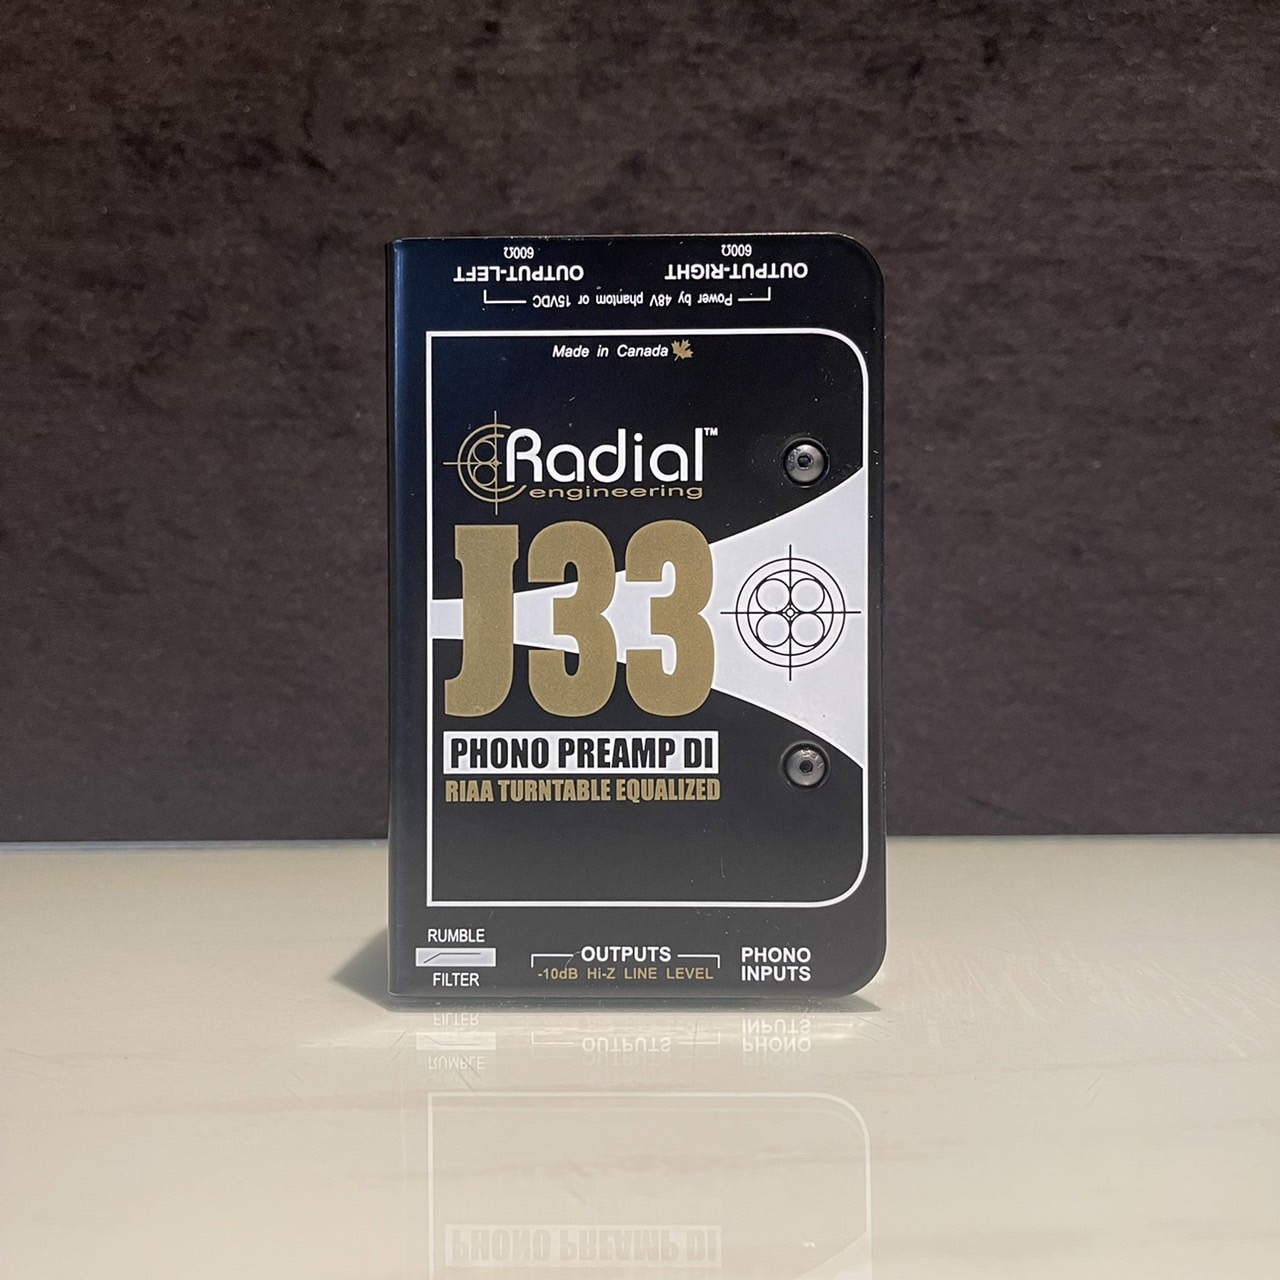 600Ω 600Ω
OUTPUT-LEFT OUTPUT-RIGHT
Power by 48V phantom or 15VDC
Made in Canada
Radial™
engineering
J33
PHONO PREAMP DI
RIAA TURNTABLE EQUALIZED
RUMBLE
FILTER
OUTPUTS
-10dB Hi-Z LINE LEVEL
PHONO
INPUTS